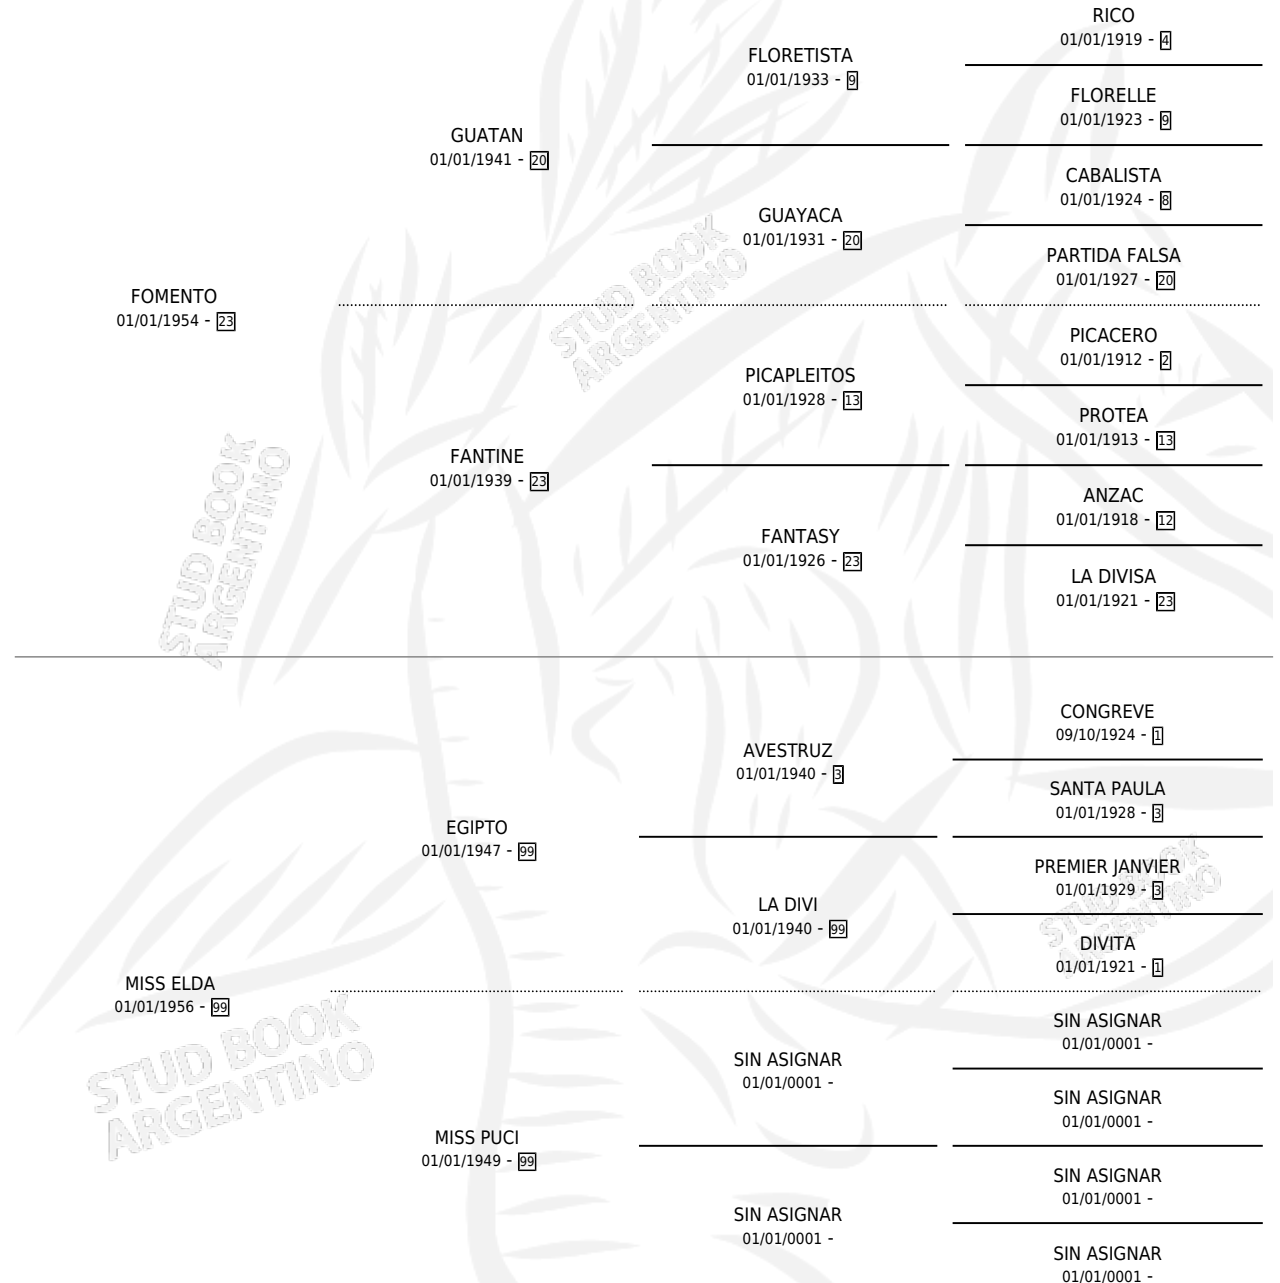 RICO
01/01/1919 - 4
FLORETISTA
01/01/1933 - 9
FLORELLE
01/01/1923 - 9
GUATAN
01/01/1941 - 20
CABALISTA
01/01/1924 - 8
GUAYACA
01/01/1931 - 20
PARTIDA FALSA
01/01/1927 - 20
FOMENTO
01/01/1954 - 23
PICACERO
01/01/1912 - 2
PICAPLEITOS
01/01/1928 - 13
PROTEA
01/01/1913 - 13
FANTINE
01/01/1939 - 23
ANZAC
01/01/1918 - 12
FANTASY
01/01/1926 - 23
LA DIVISA
01/01/1921 - 23
STUD BOOK
ARGENTINO
STUD BOOK
ARGENTINO
CONGREVE
09/10/1924 - 1
AVESTRUZ
01/01/1940 - 3
SANTA PAULA
01/01/1928 - 3
EGIPTO
01/01/1947 - 99
PREMIER JANVIER
01/01/1929 - 3
LA DIVI
01/01/1940 - 99
DIVITA
01/01/1921 - 1
MISS ELDA
01/01/1956 - 99
SIN ASIGNAR
01/01/0001 -
SIN ASIGNAR
01/01/0001 -
SIN ASIGNAR
01/01/0001 -
MISS PUCI
01/01/1949 - 99
SIN ASIGNAR
01/01/0001 -
SIN ASIGNAR
01/01/0001 -
SIN ASIGNAR
01/01/0001 -
STUD BOOK
ARGENTINO
STUD BOOK
ARGENTINO